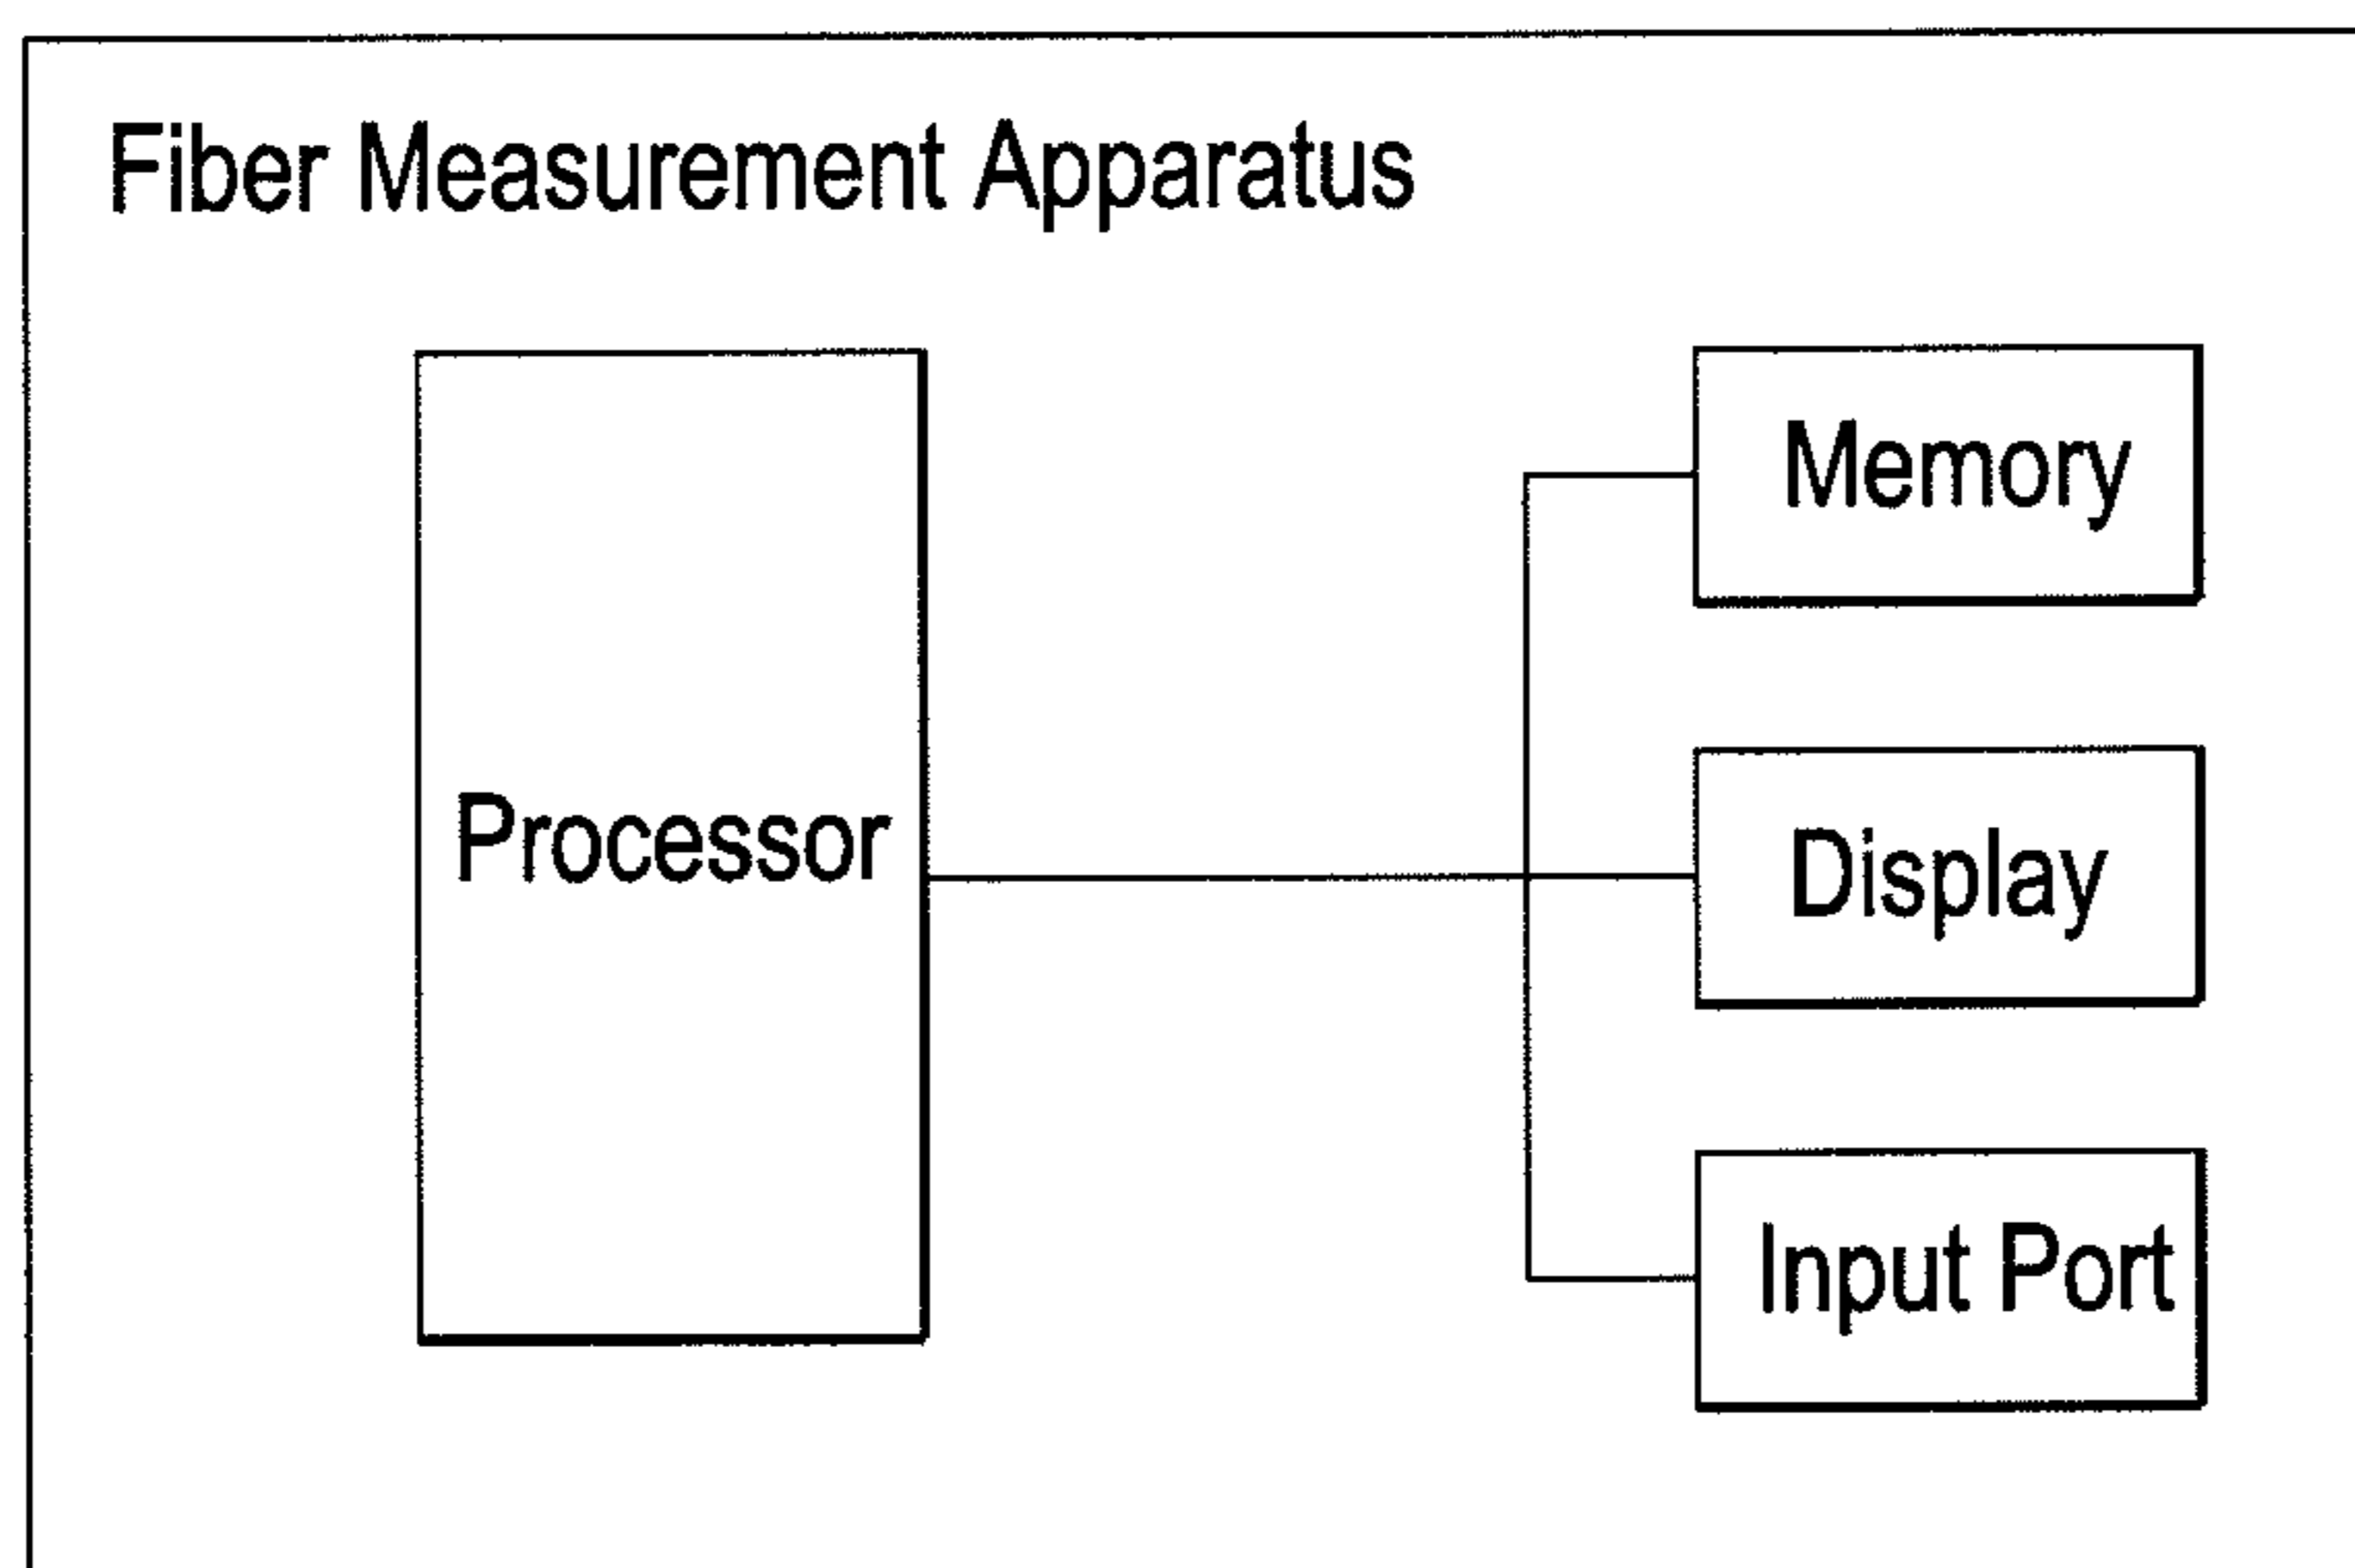 Fiber Measurement Apparatus
Memory
Processor
Display
Input Port